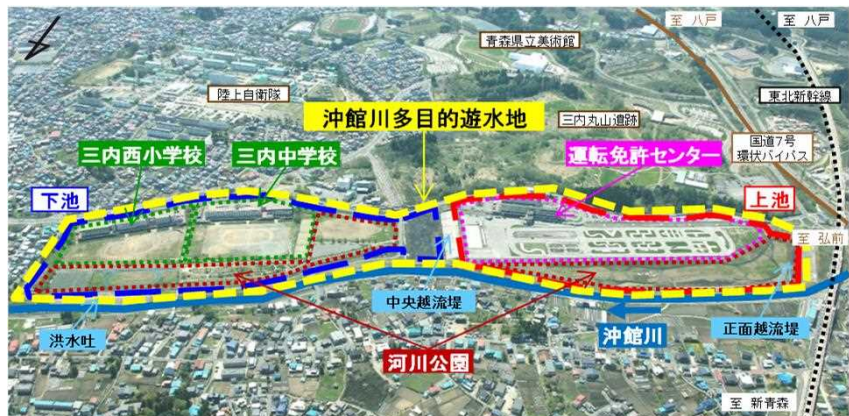 至 八戸
至 八戸
青森県立美術館
東北新幹線
陸上自衛隊
沖館川多目的遊水地
三内丸山遺跡
国道7号
環状バイパス
三内西小学校
三内中学校
運転免許センター
下池
上池
至 弘前
中央越流堤
正面越流堤
沖館川
洪水吐
河川公園
至 新青森